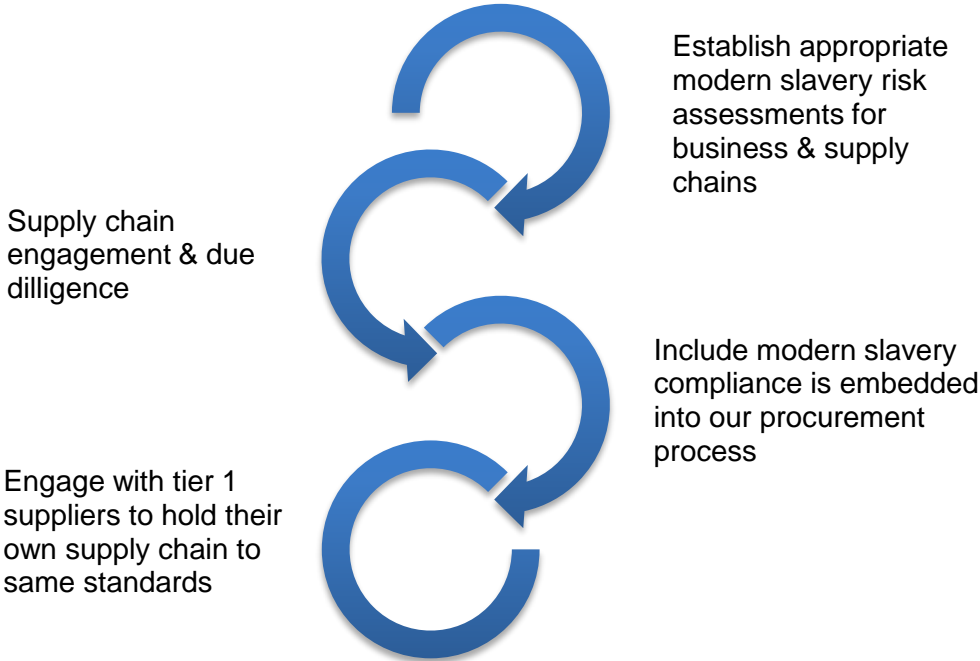 Establish appropriate
modern slavery risk
assessments for
business & supply
chains
Supply chain
engagement & due
dilligence
Include modern slavery
compliance is embedded
into our procurement
process
Engage with tier 1
suppliers to hold their
own supply chain to
same standards